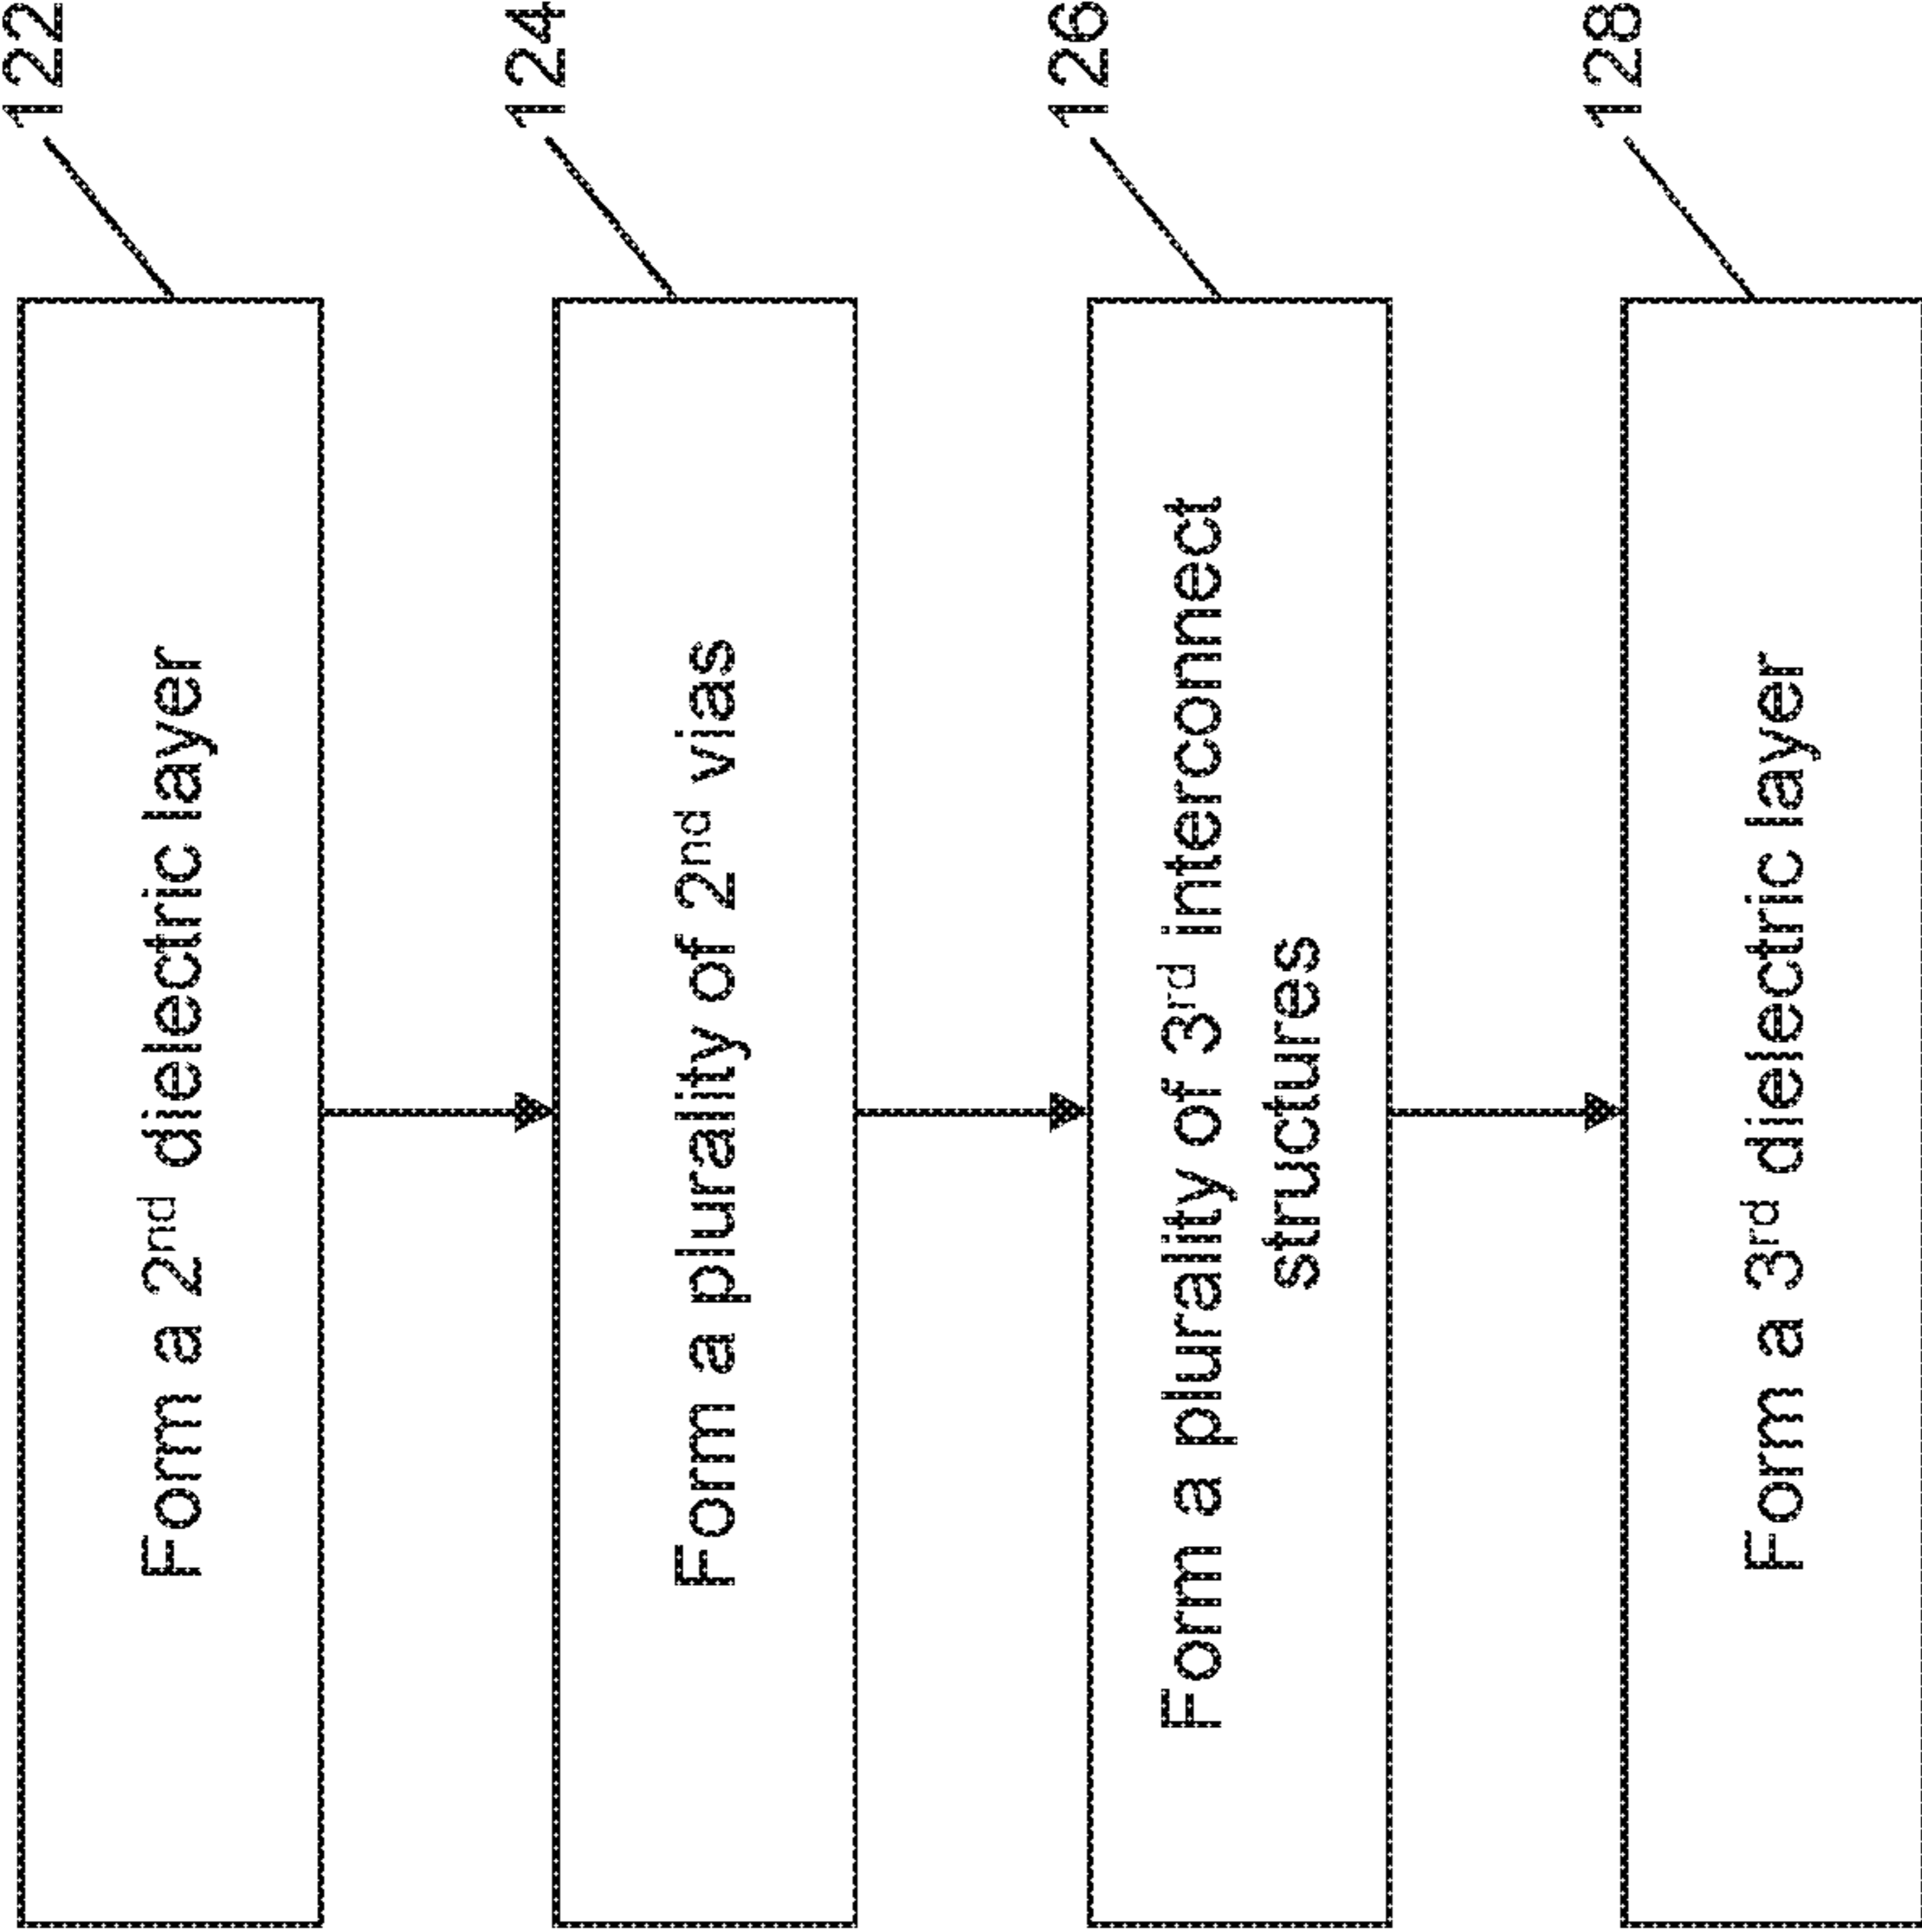 Form a 2nd dielectric layer
122
Form a plurality of 2nd vias
124
Form a plurality of 3rd interconnect
structures
126
Form a 3rd dielectric layer
128